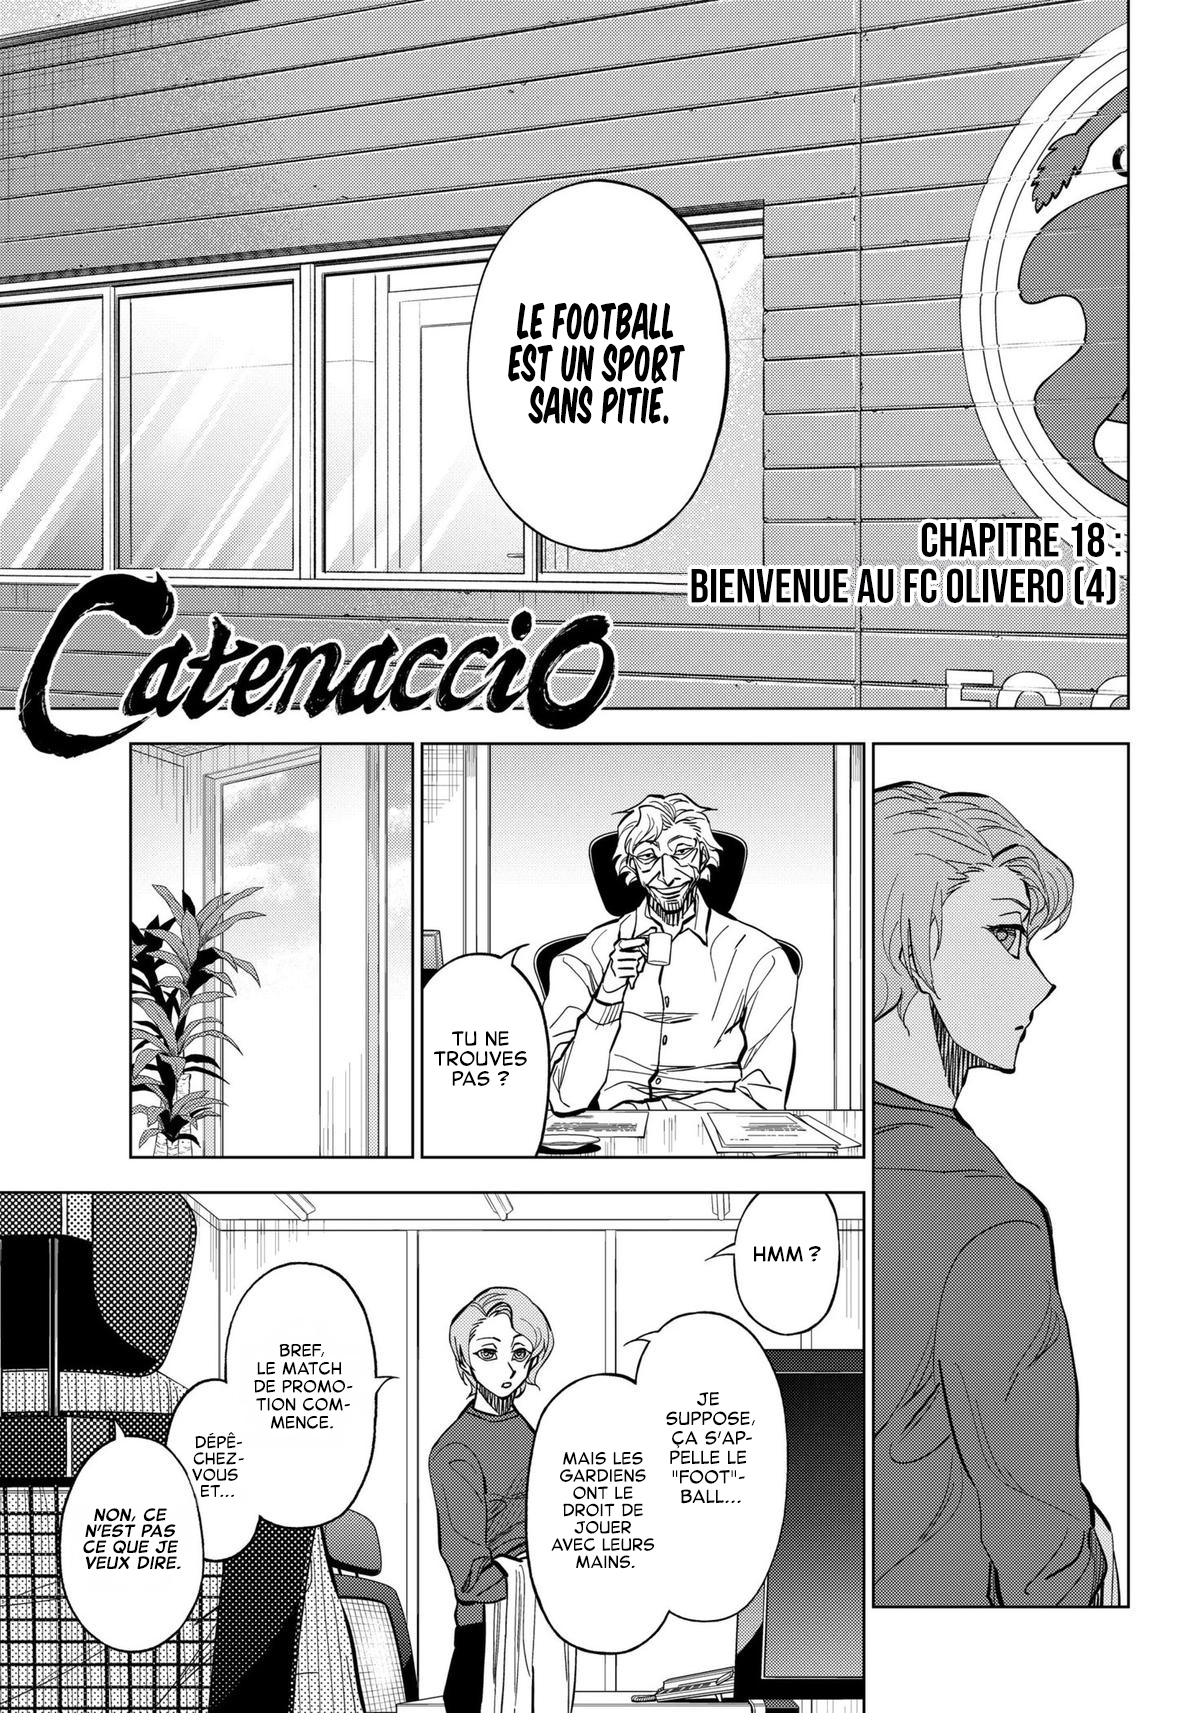 LE FOOTBALL
EST UN SPORT
SANS PITIÉ.
CHAPITRE 18 :
BIENVENUE AU FC OLIVERO (4)
Catenaccio
FC
TU NE
TROUVES
PAS ?
HMM ?
JE
SUPPOSE,
ÇA S'AP-
PELLE LE
"FOOT"-
BALL...
MAIS LES
GARDIENS
ONT LE
DROIT DE
JOUER
AVEC LEURS
MAINS.
BREF,
LE MATCH
DE PROMO-
TION COM-
MENCE.
DÉPÊ-
CHEZ-
VOUS
ET...
NON, CE
N'EST PAS
CE QUE JE
VEUX DIRE.